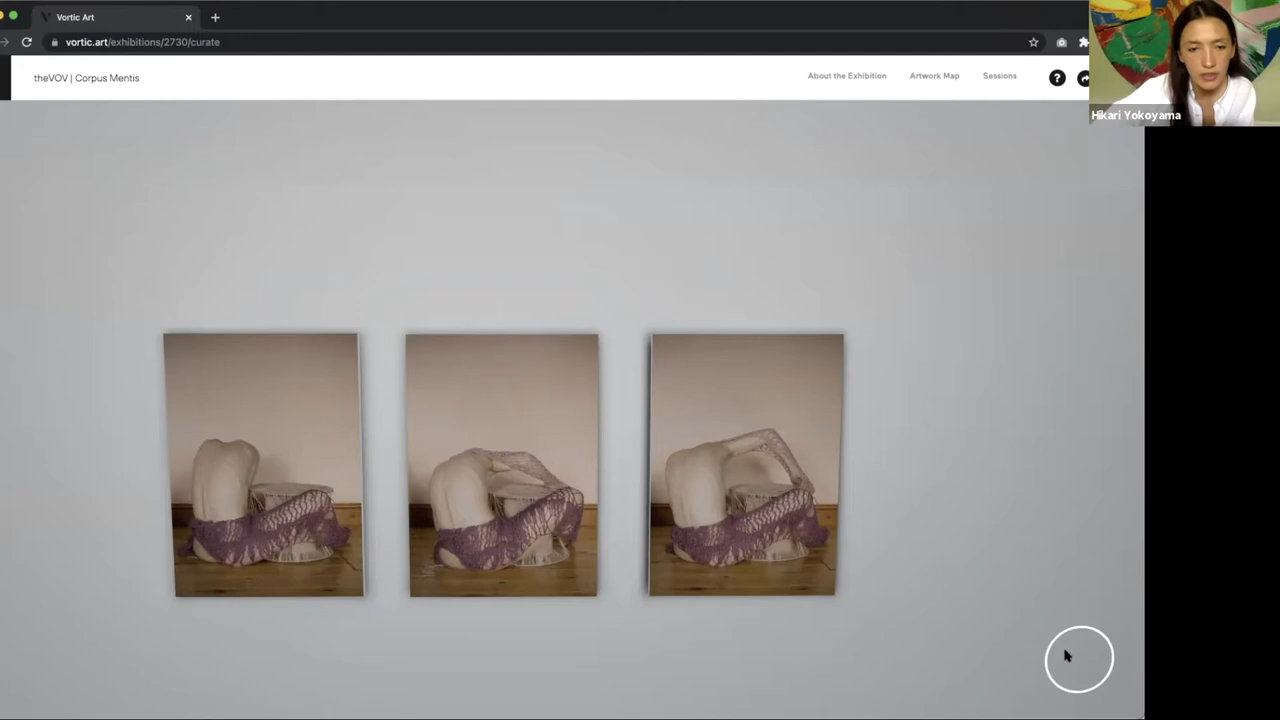 Vortic Art
vortic.art/exhibitions/2730/curate
theVOV | Corpus Mentis
About the Exhibition
Artwork Map
Sessions
?
Hikari Yokoyama